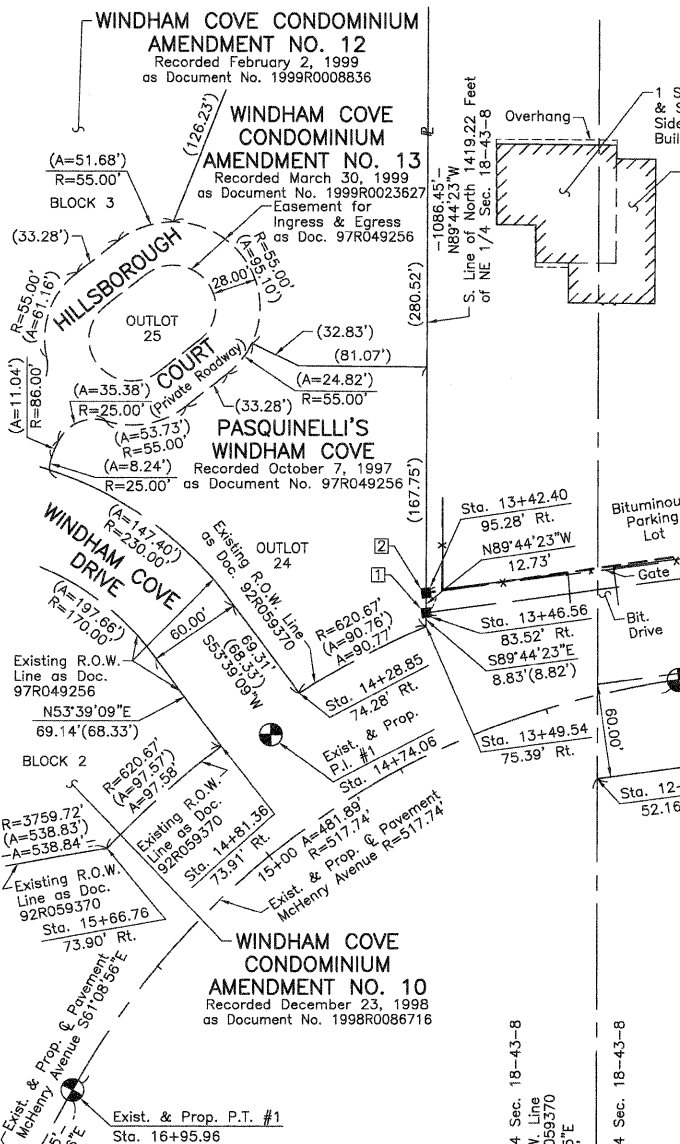 WINDHAM COVE CONDOMINIUM
AMENDMENT NO. 12
Recorded February 2, 1999
as Document No. 1999R0008836
(126.23')
WINDHAM COVE
CONDOMINIUM
AMENDMENT NO. 13
Recorded March 30, 1999
as Document No. 1999R0023627
(A=51.68')
R=55.00'
BLOCK 3
(33.28')
Easement for
Ingress & Egress
as Doc. 97R049256
HILLSBOROUGH
COURT
(Private Roadway)
R=55.00'
(A=95.10')
28.00'
OUTLOT
25
R=55.00'
(A=61.16')
(A=11.04')
R=86.00'
(A=35.38')
R=25.00'
(A=53.73')
R=55.00'
(A=8.24')
R=25.00'
(32.83')
(81.07')
(A=24.82')
R=55.00'
(33.28')
PASQUINELLI'S
WINDHAM COVE
Recorded October 7, 1997
as Document No. 97R049256
(280.52')
-1086.45'-
N89°44'23"W
S. Line of North 1419.22 Feet
of NE 1/4 Sec. 18-43-8
Overhang
1 S
& S
Side
Buil
(167.75')
Sta. 13+42.40
95.28' Rt.
N89°44'23"W
12.73'
Bituminous
Parking
Lot
Gate
Bit.
Drive
2
1
Sta. 13+46.56
83.52' Rt.
S89°44'23"E
8.83'(8.82')
Sta. 13+49.54
75.39' Rt.
60.00'
Sta. 12-
52.16
WINDHAM COVE
DRIVE
(A=147.40')
R=230.00'
(A=197.66')
R=170.00'
60.00'
Existing R.O.W. Line
as Doc.
92R059370
OUTLOT
24
69.31'
(68.33')
S53°39'09"W
R=620.67'
(A=90.76')
A=90.77'
Sta. 14+28.85
74.28' Rt.
Exist. & Prop.
P.I. #1
Sta. 14+74.06
Existing R.O.W.
Line as Doc.
97R049256
N53°39'09"E
69.14'(68.33')
BLOCK 2
R=620.67'
(A=97.57')
A=97.58'
Existing R.O.W.
Line as Doc.
92R059370
Sta. 14+81.36
73.91' Rt.
15+00 A=481.89'
R=517.74'
Exist. & Prop. ℄ Pavement
McHenry Avenue R=517.74'
R=3759.72'
(A=538.83')
-A=538.84'-
Existing R.O.W.
Line as Doc.
92R059370
Sta. 15+66.76
73.90' Rt.
WINDHAM COVE
CONDOMINIUM
AMENDMENT NO. 10
Recorded December 23, 1998
as Document No. 1998R0086716
Exist. & Prop. ℄ Pavement
McHenry Avenue S61°08'56"E
Exist. & Prop. P.T. #1
Sta. 16+95.96
4 Sec. 18-43-8
W. Line
059370
4 Sec. 18-43-8